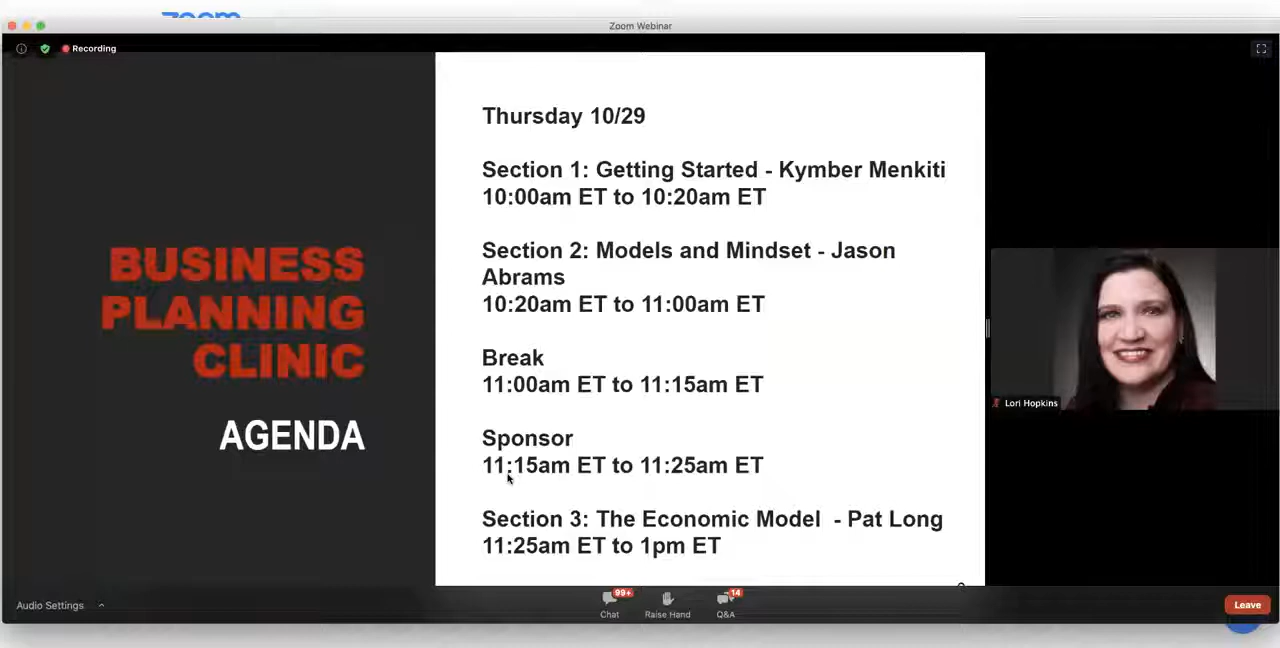 zoom
Zoom Webinar
Recording
BUSINESS
PLANNING
CLINIC
AGENDA
Thursday 10/29
Section 1: Getting Started - Kymber Menkiti
10:00am ET to 10:20am ET
Section 2: Models and Mindset - Jason
Abrams
10:20am ET to 11:00am ET
Break
11:00am ET to 11:15am ET
Sponsor
11:15am ET to 11:25am ET
Section 3: The Economic Model - Pat Long
11:25am ET to 1pm ET
Lori Hopkins
Audio Settings
99+
Chat
Raise Hand
14
Q&A
Leave